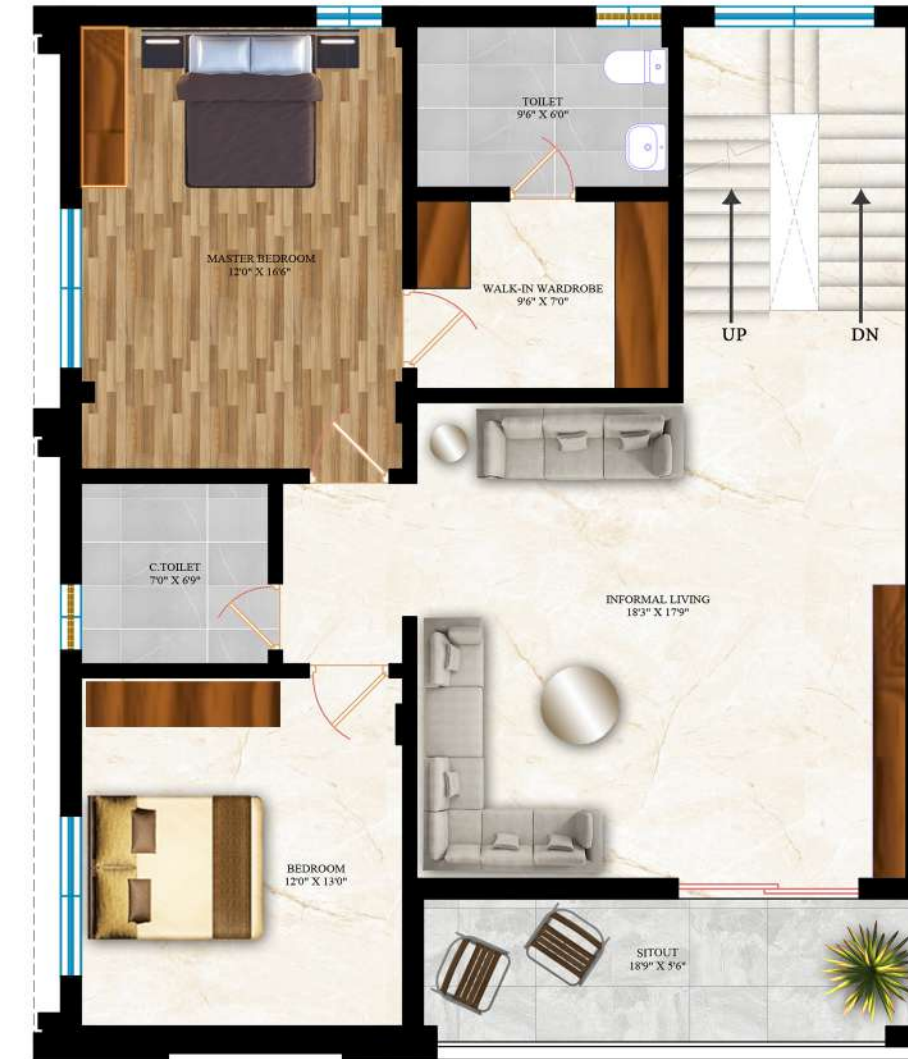 TOILET
9'6" X 6'0"
MASTER BEDROOM
12'0" X 16'6"
WALK-IN WARDROBE
9'6" X 7'0"
UP
DN
C.TOILET
7'0" X 6'9"
INFORMAL LIVING
18'3" X 17'9"
BEDROOM
12'0" X 13'0"
SITOUT
18'9" X 5'6"